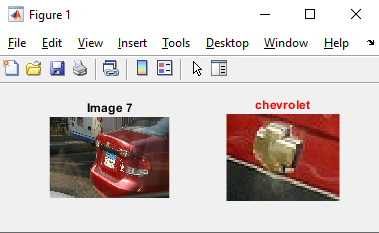 Figure 1
File Edit View Insert Tools Desktop Window Help
Image 7
chevrolet